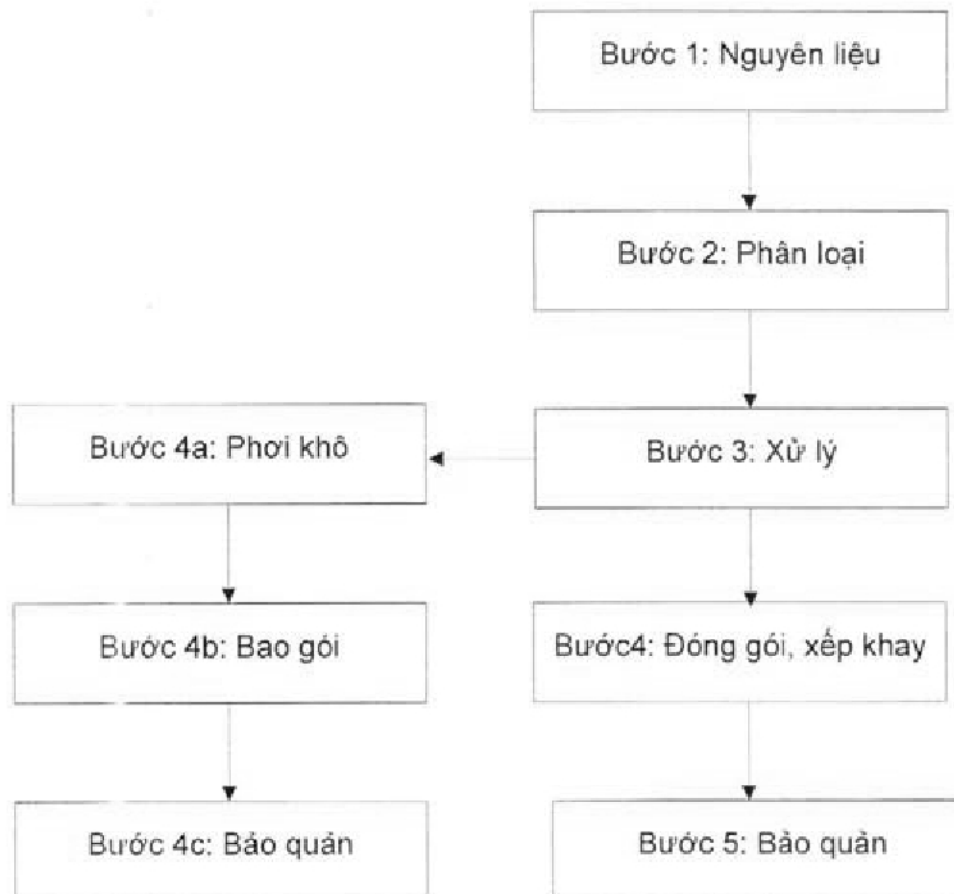 Bước 1: Nguyên liệu
Bước 2: Phân loại
Bước 4a: Phơi khô
Bước 3: Xử lý
Bước 4b: Bao gói
Bước4: Đóng gói, xếp khay
Bước 4c: Bảo quản
Bước 5: Bảo quản